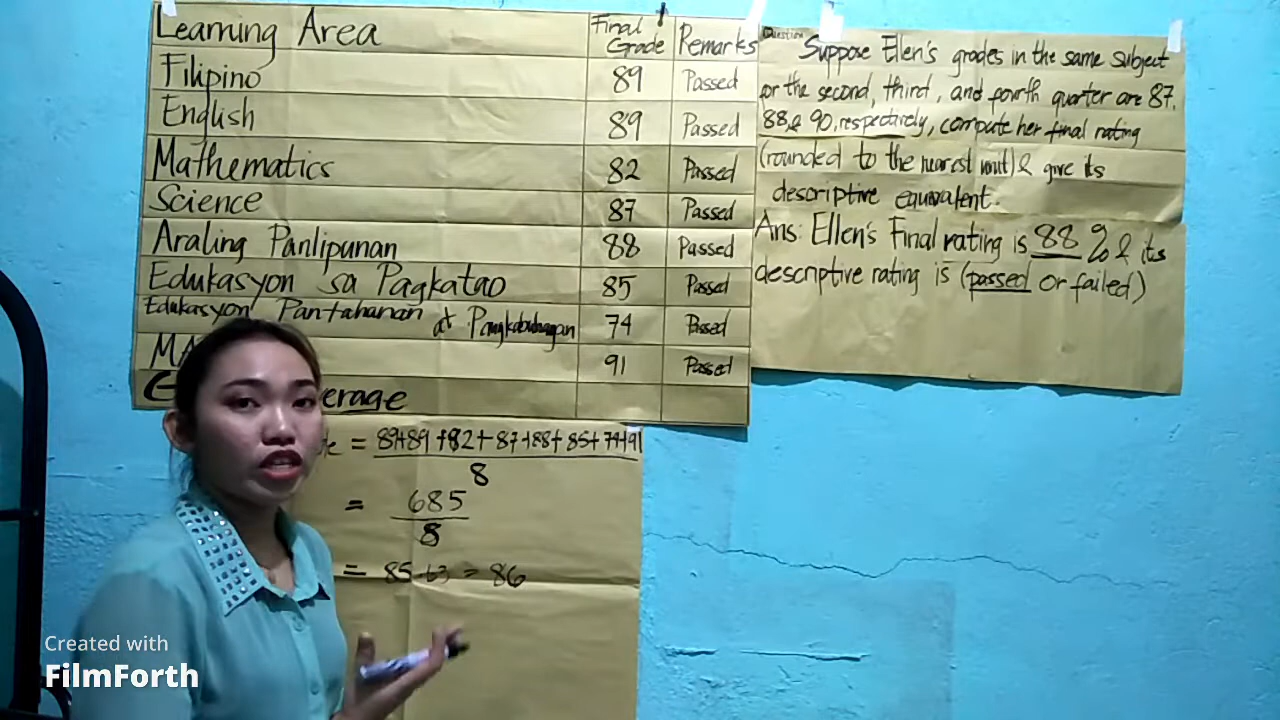 Learning Area Final Grade Remarks
Filipino 89 Passed
English 89 Passed
Mathematics 82 Passed
Science 87 Passed
Araling Panlipunan 88 Passed
Edukasyon sa Pagkatao 85 Passed
Edukasyon Pantahanan at Pangkabuhayan 74 Passed
MA 91 Passed
erage
= 89+89+82+87+88+85+74+91
8
= 685
8
= 85.63 = 86
Question
Suppose Ellen's grades in the same subject
for the second, third, and fourth quarter are 87,
88, & 90, respectively, compute her final rating
(rounded to the nearest unit) & give its
descriptive equivalent.
Ans: Ellen's Final rating is 88 % & its
descriptive rating is (passed or failed)
Created with
FilmForth